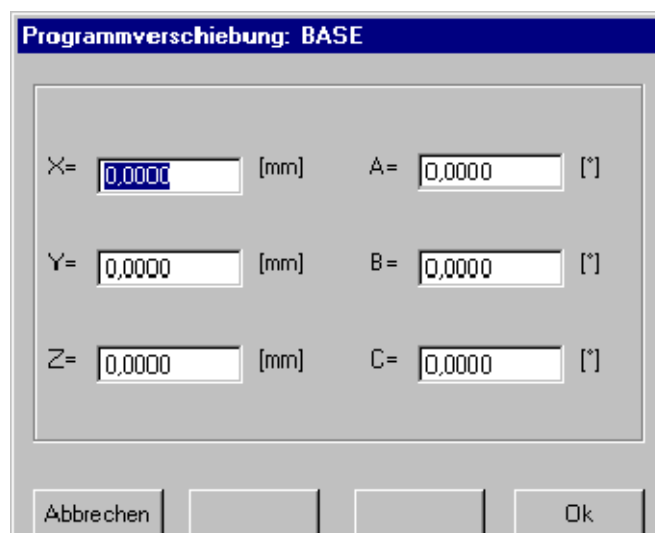 Programmverschiebung: BASE
X= 0,0000 [mm] A= 0,0000 [°]
Y= 0,0000 [mm] B= 0,0000 [°]
Z= 0,0000 [mm] C= 0,0000 [°]
Abbrechen Ok